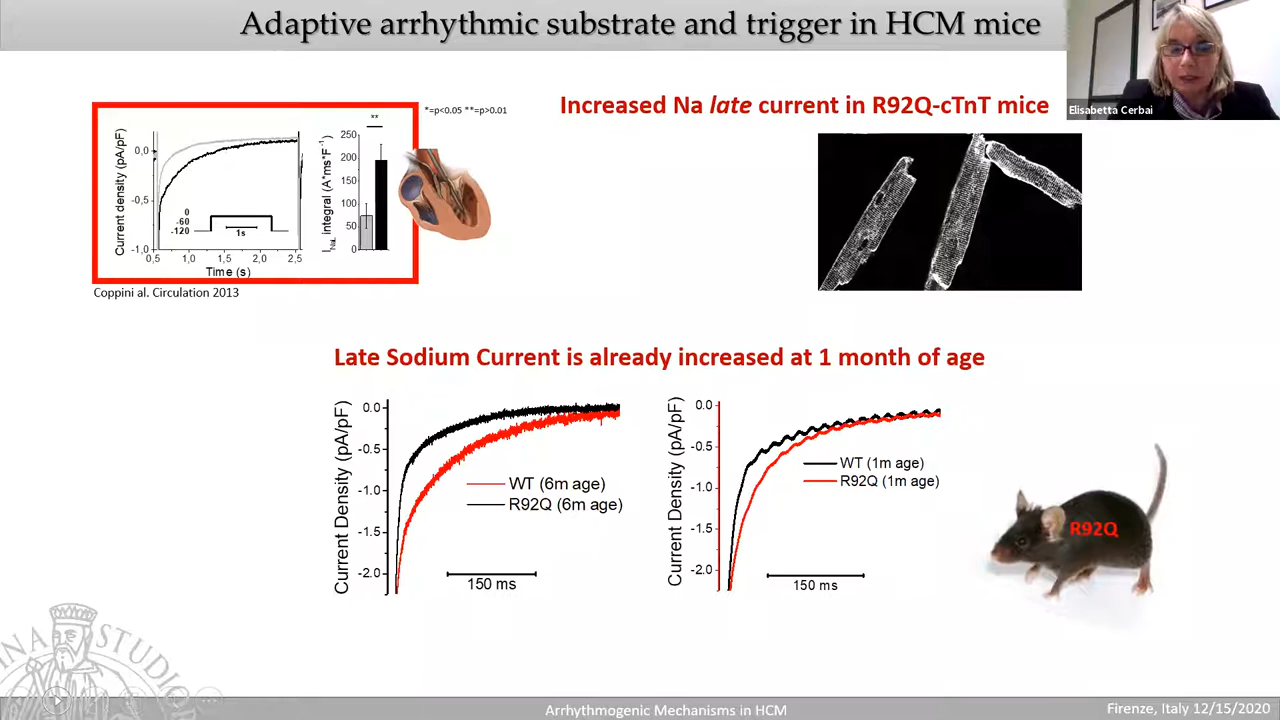 Adaptive arrhythmic substrate and trigger in HCM mice
Elisabetta Cerbai
*=p<0.05 **=p>0.01
Increased Na late current in R92Q-cTnT mice
Current density (pA/pF)
0,0
-0,5
-1,0
0
-60
-120
1s
0,5
1,0
1,5
2,0
2,5
Time (s)
I NaL integral (A*ms*F⁻¹)
250
200
150
100
50
0
**
Coppini al. Circulation 2013
Late Sodium Current is already increased at 1 month of age
Current Density (pA/pF)
0.0
-0.5
-1.0
-1.5
-2.0
WT (6m age)
R92Q (6m age)
150 ms
Current Density (pA/pF)
0.0
-0.5
-1.0
-1.5
-2.0
WT (1m age)
R92Q (1m age)
150 ms
R92Q
INA STUDIO
Arrhythmogenic Mechanisms in HCM
Firenze, Italy 12/15/2020